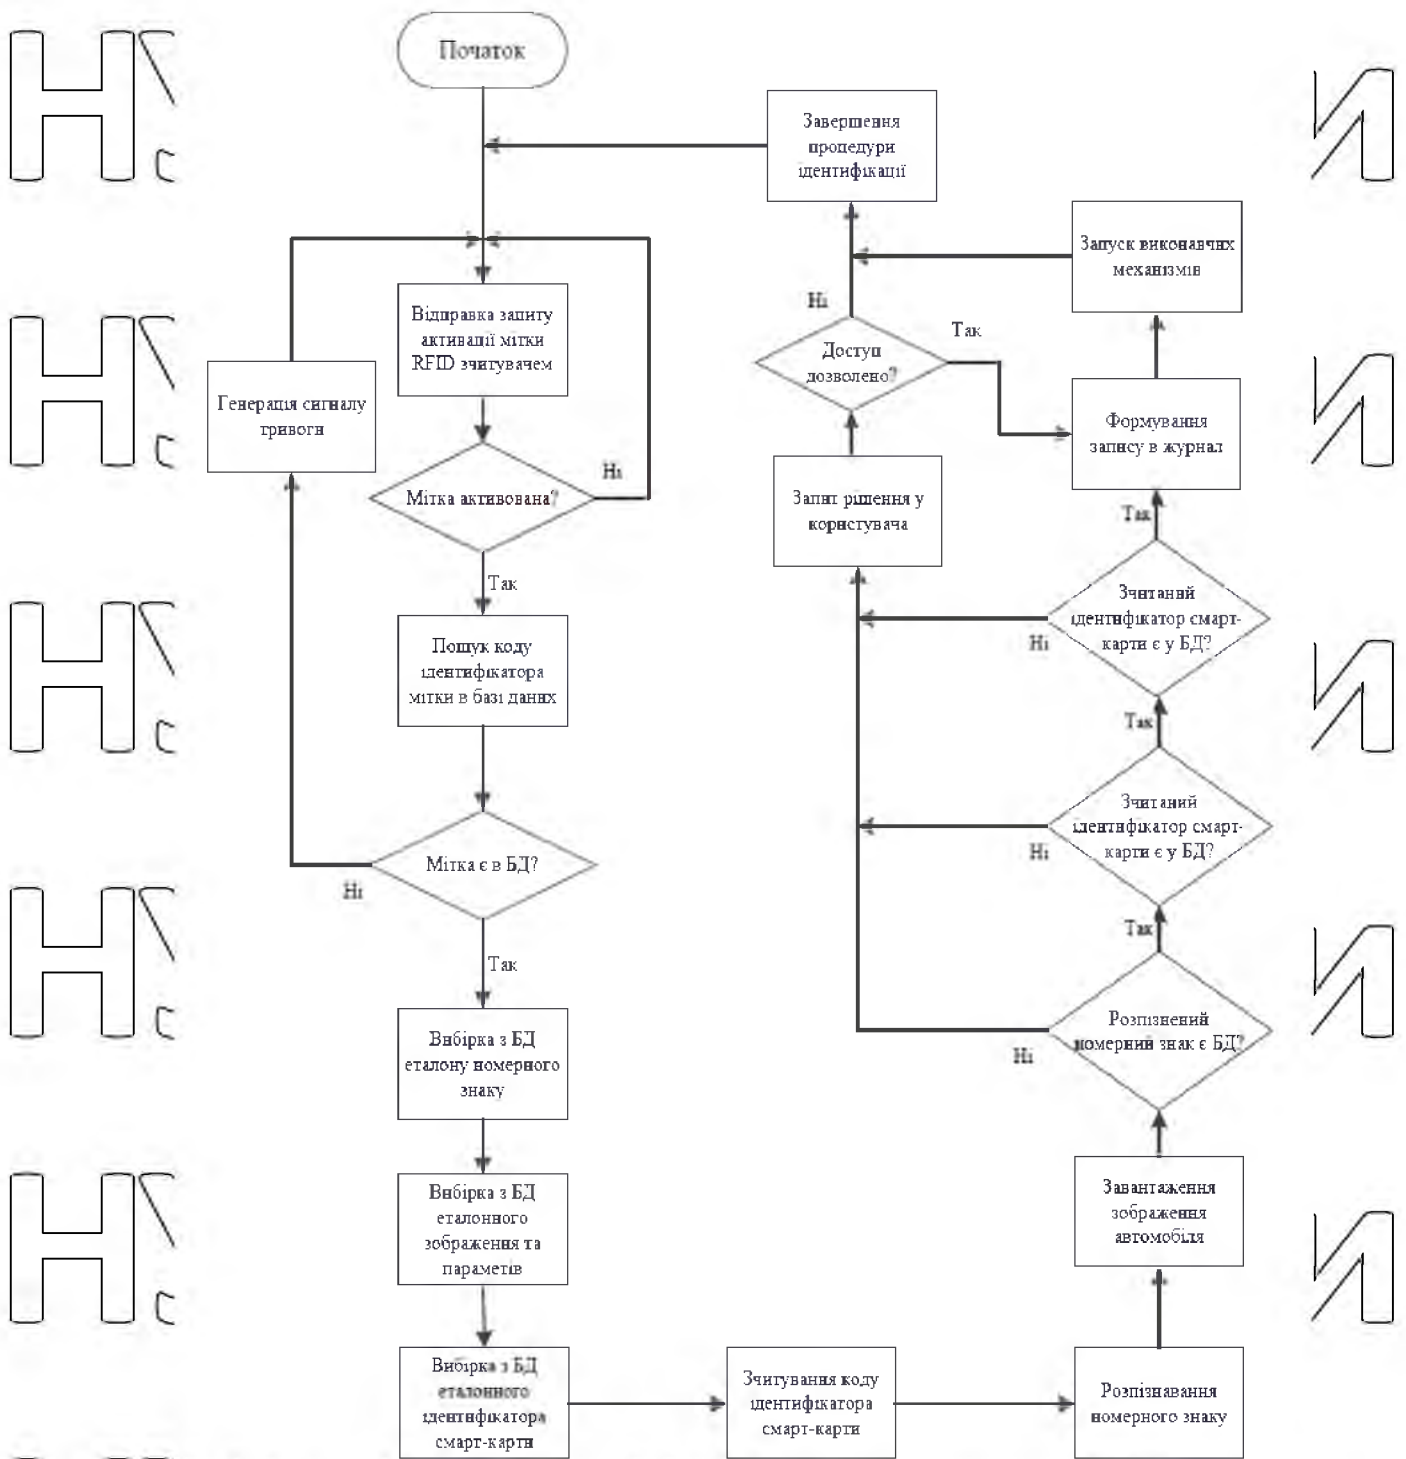 Початок
Завершення
процедури
ідентифікації
Запуск виконавчих
механізмів
Ні
Відправка запиту
активації мітки
RFID зчитувачем
Так
Доступ
дозволено?
Генерація сигналу
тривоги
Формування
запису в журнал
Ні
Мітка активована?
Запит рішення у
користувача
Так
Так
Зчитаний
ідентифікатор смарт-
карти є у БД?
Ні
Пошук коду
ідентифікатора
мітки в базі даних
Так
Зчитаний
ідентифікатор смарт-
карти є у БД?
Ні
Мітка є в БД?
Ні
Так
Так
Вибірка з БД
еталону номерного
знаку
Розпізнений
номерний знак є БД?
Ні
Вибірка з БД
еталонного
зображення та
параметів
Завантаження
зображення
автомобіля
Вибірка з БД
еталонного
ідентифікатора
смарт-карти
Зчитування коду
ідентифікатора
смарт-карти
Розпізнавання
номерного знаку